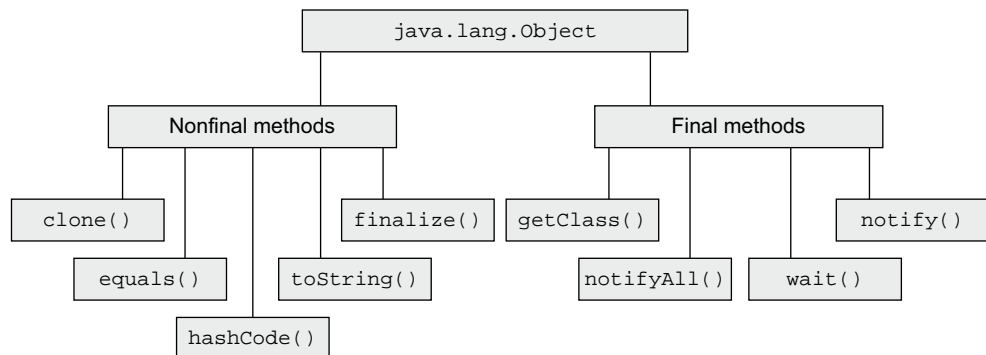 java.lang.Object
Nonfinal methods
Final methods
clone()
finalize()
getClass()
notify()
equals()
toString()
notifyAll()
wait()
hashCode()